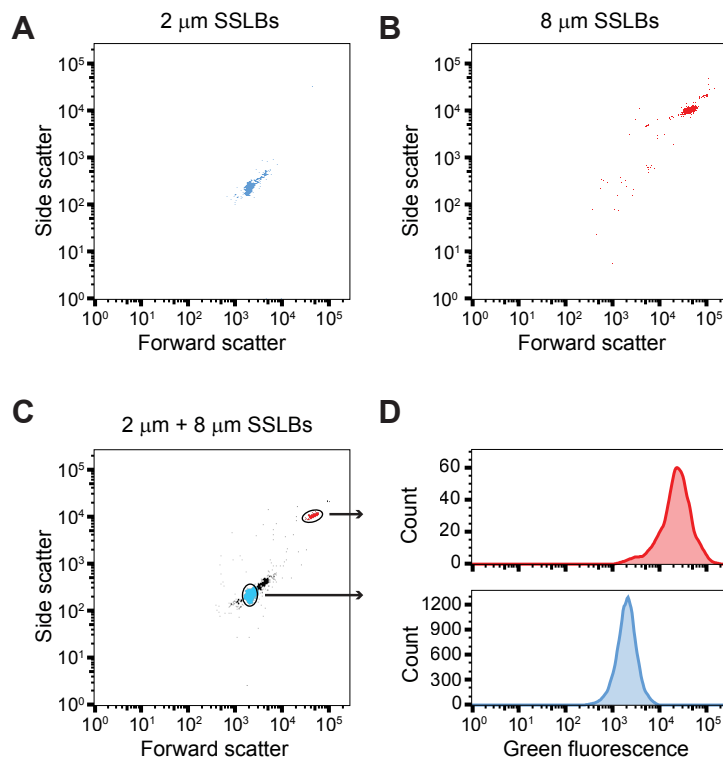 A
2 μm SSLBs
Side scatter
10⁵
10⁴
10³
10²
10¹
10⁰
10⁰ 10¹ 10² 10³ 10⁴ 10⁵
Forward scatter
B
8 μm SSLBs
Side scatter
10⁵
10⁴
10³
10²
10¹
10⁰
10⁰ 10¹ 10² 10³ 10⁴ 10⁵
Forward scatter
C
2 μm + 8 μm SSLBs
Side scatter
10⁵
10⁴
10³
10²
10¹
10⁰
10⁰ 10¹ 10² 10³ 10⁴ 10⁵
Forward scatter
D
Count
60
40
20
0
Count
1200
900
600
300
0
10⁰ 10¹ 10² 10³ 10⁴ 10⁵
Green fluorescence